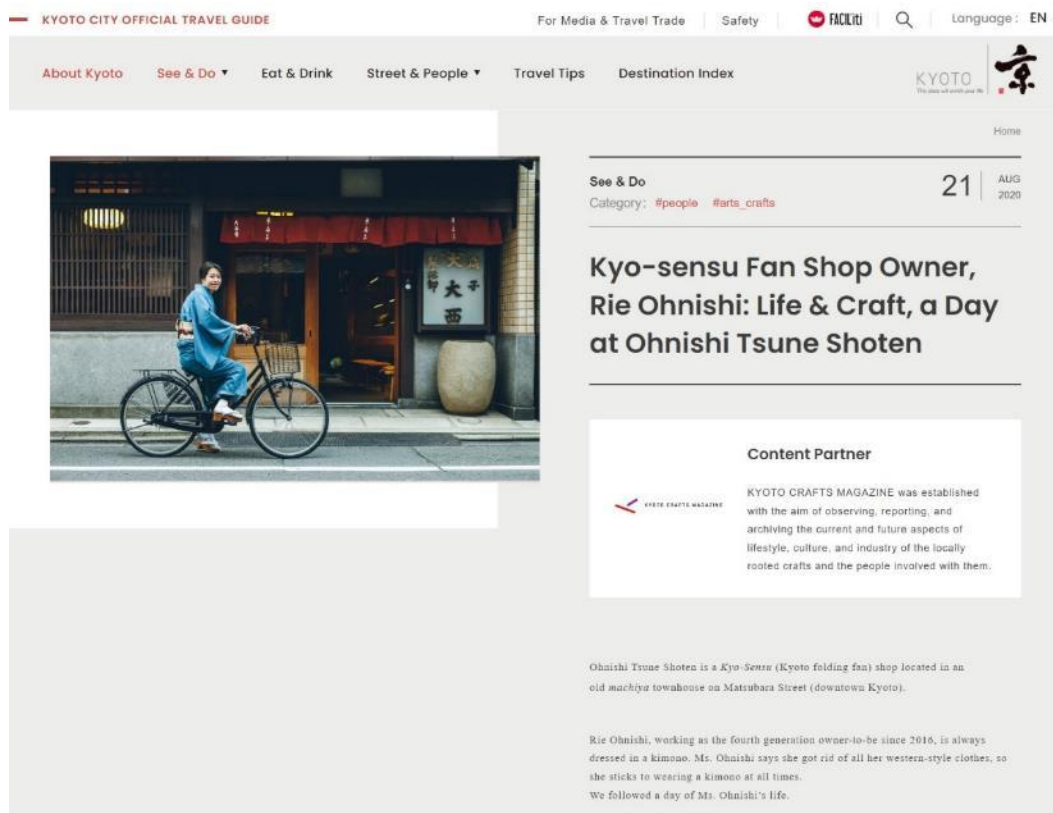 KYOTO CITY OFFICIAL TRAVEL GUIDE
For Media & Travel Trade
Safety
FACIL'iti
Language : EN
About Kyoto
See & Do ▼
Eat & Drink
Street & People ▼
Travel Tips
Destination Index
KYOTO
京
Home
See & Do
21
AUG
2020
Category: #people #arts_crafts
Kyo-sensu Fan Shop Owner,
Rie Ohnishi: Life & Craft, a Day
at Ohnishi Tsune Shoten
大西
Content Partner
KYOTO CRAFTS MAGAZINE
KYOTO CRAFTS MAGAZINE was established
with the aim of observing, reporting, and
archiving the current and future aspects of
lifestyle, culture, and industry of the locally
rooted crafts and the people involved with them.
Ohnishi Tsune Shoten is a Kyo-Sensu (Kyoto folding fan) shop located in an
old machiya townhouse on Matsubara Street (downtown Kyoto).
Rie Ohnishi, working as the fourth generation owner-to-be since 2016, is always
dressed in a kimono. Ms. Ohnishi says she got rid of all her western-style clothes, so
she sticks to wearing a kimono at all times.
We followed a day of Ms. Ohnishi's life.